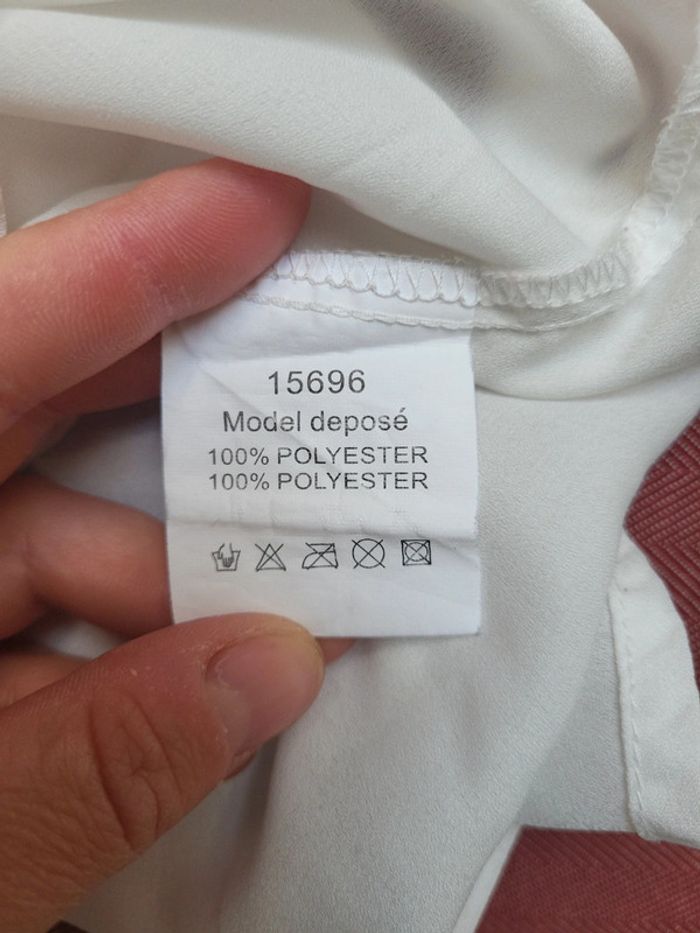 15696
Model deposé
100% POLYESTER
100% POLYESTER